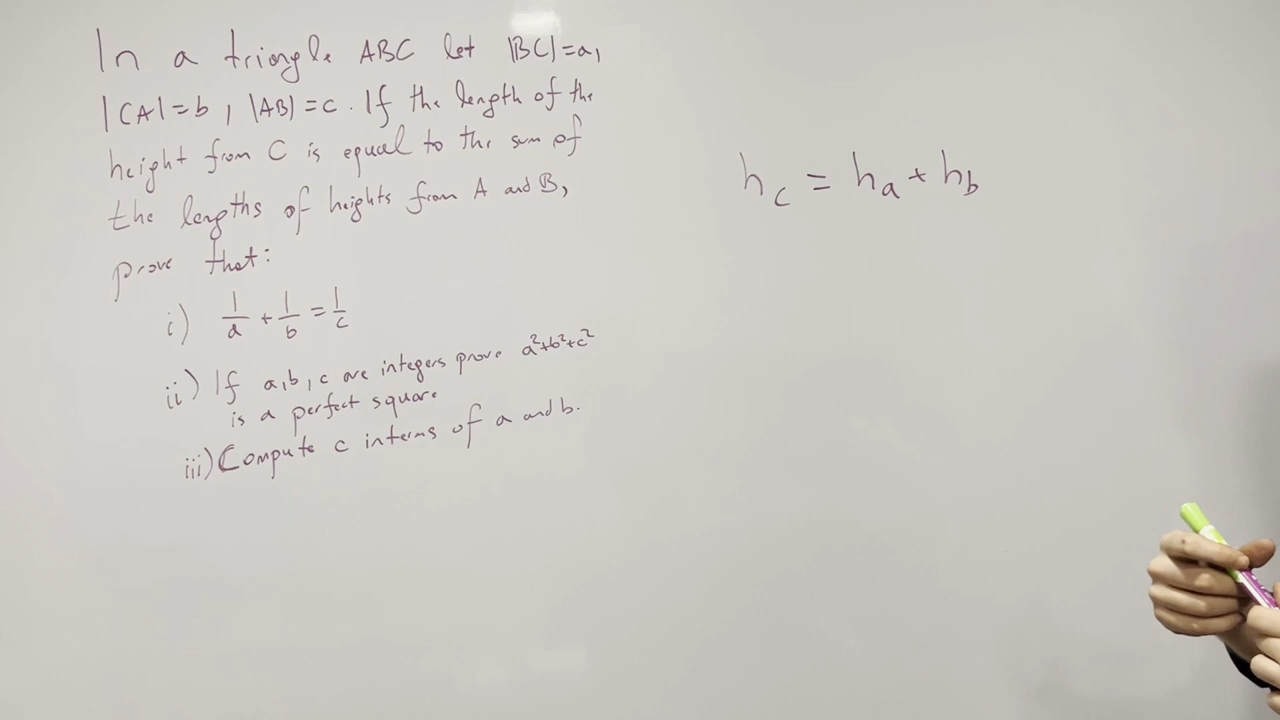 In a triangle ABC let |BC|=a,
|CA|=b, |AB|=c. If the length of the
height from C is equal to the sum of
the lengths of heights from A and B,
prove that:
i) 1/a + 1/b = 1/c
ii) If a,b,c are integers prove a²+b²+c²
is a perfect square
iii) Compute c interms of a and b.
h_c = h_a + h_b